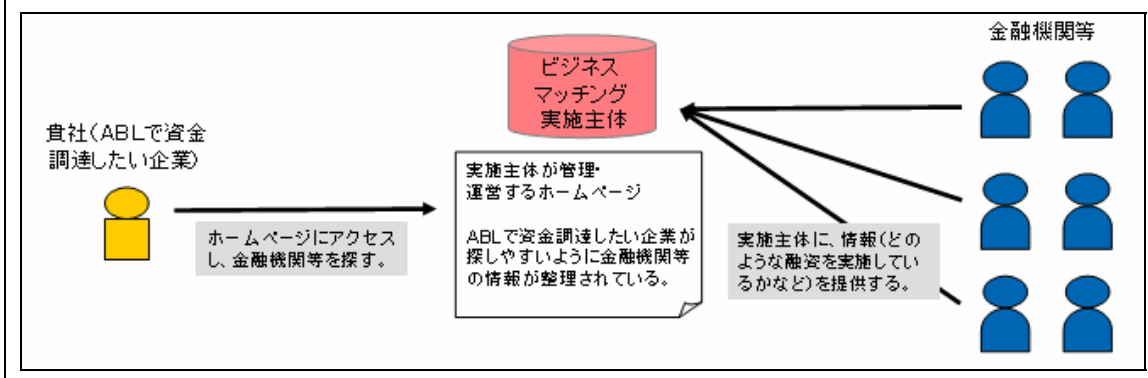 金融機関等
ビジネス
マッチング
実施主体
貴社(ABLで資金
調達したい企業)
実施主体が管理・
運営するホームページ
ABLで資金調達したい企業が
探しやすいように金融機関等
の情報が整理されている。
ホームページにアクセス
し、金融機関等を探す。
実施主体に、情報(どの
ような融資を実施してい
るかなど)を提供する。